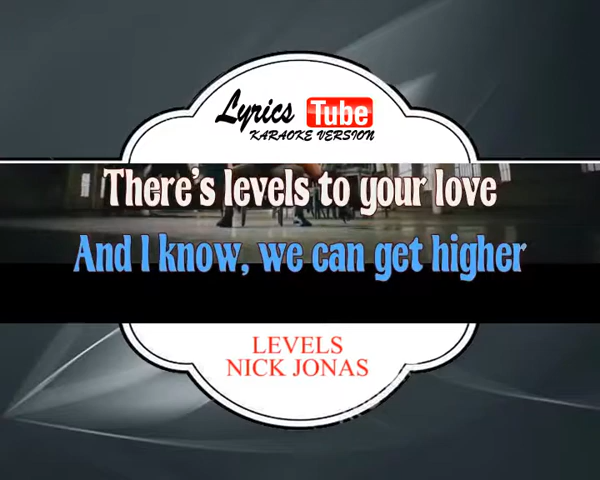 Lyrics Tube
KARAOKE VERSION
There's levels to your love
And I know, we can get higher
LEVELS
NICK JONAS